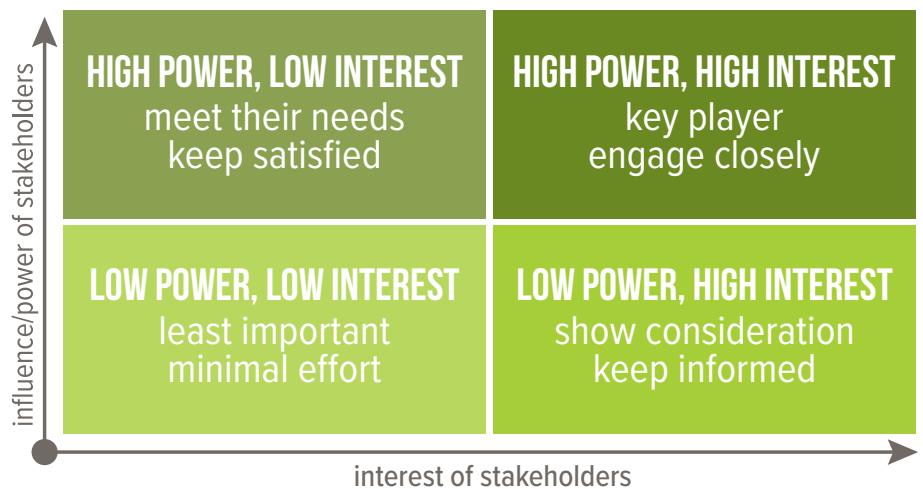 HIGH POWER, LOW INTEREST
meet their needs
keep satisfied
HIGH POWER, HIGH INTEREST
key player
engage closely
LOW POWER, LOW INTEREST
least important
minimal effort
LOW POWER, HIGH INTEREST
show consideration
keep informed
influence/power of stakeholders
interest of stakeholders